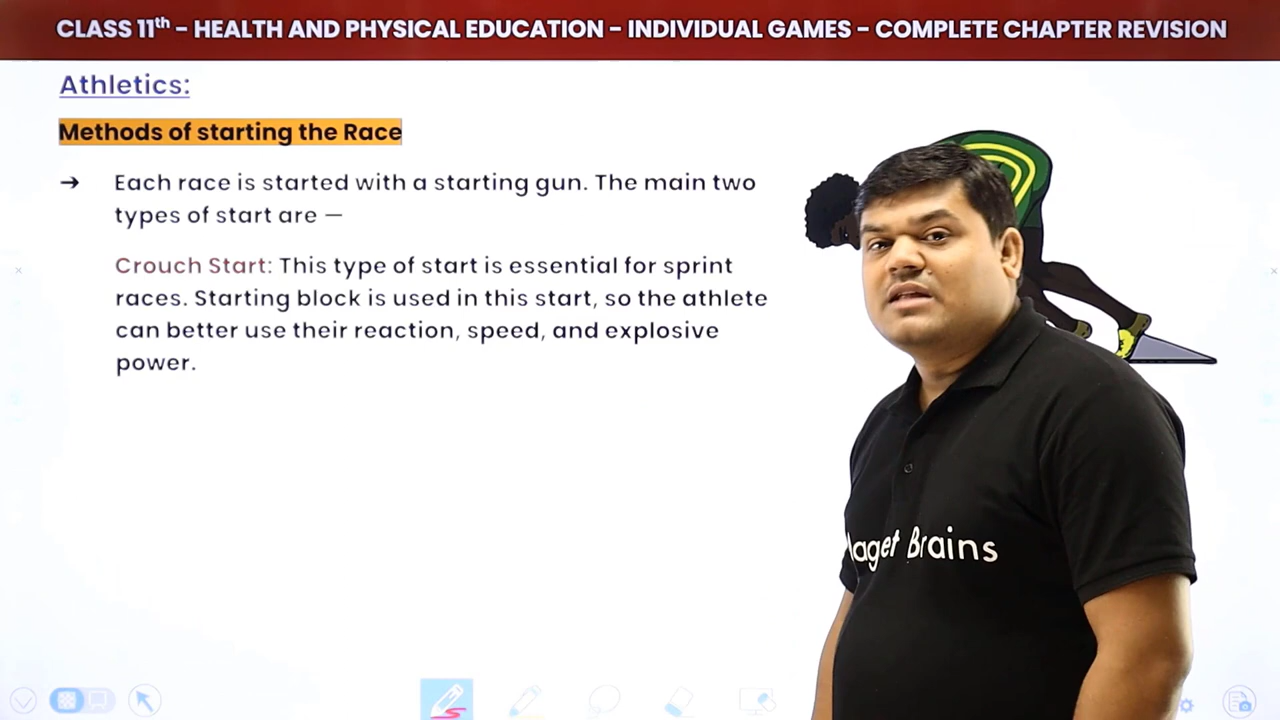 CLASS 11th – HEALTH AND PHYSICAL EDUCATION – INDIVIDUAL GAMES – COMPLETE CHAPTER REVISION
Athletics:
Methods of starting the Race
➔ Each race is started with a starting gun. The main two
types of start are —
Crouch Start: This type of start is essential for sprint
races. Starting block is used in this start, so the athlete
can better use their reaction, speed, and explosive
power.
Brains